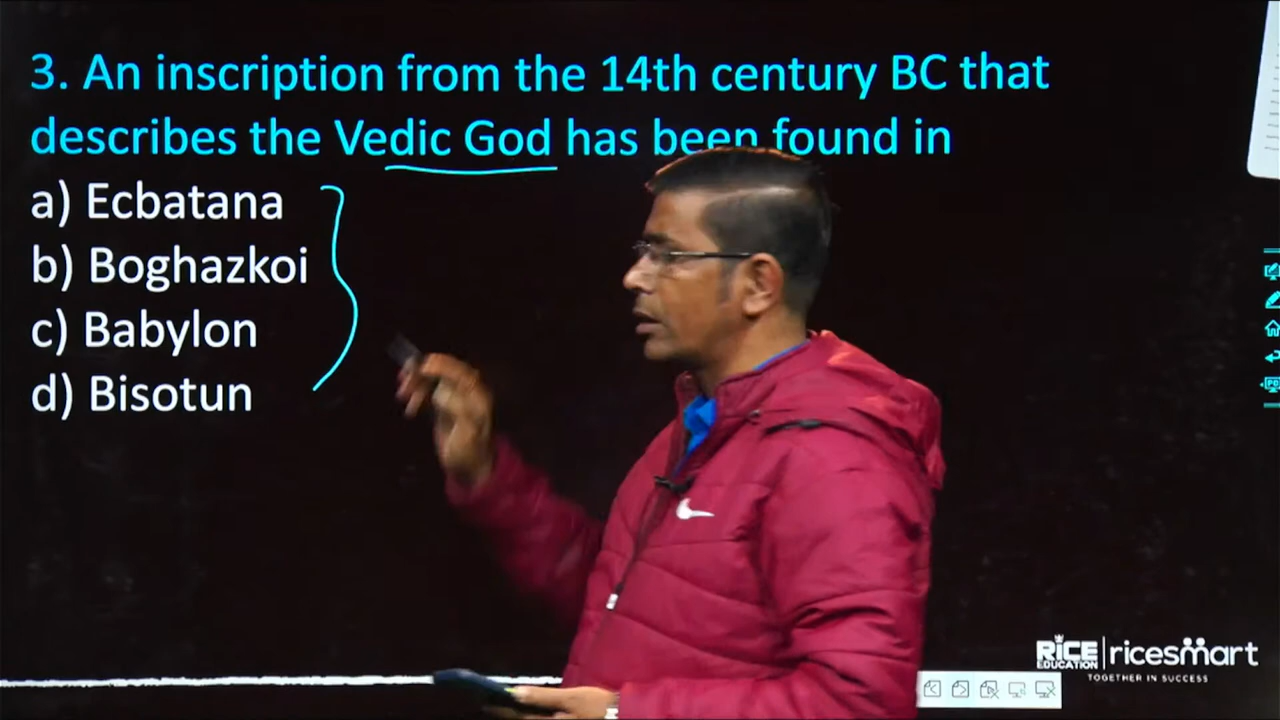 3. An inscription from the 14th century BC that
describes the Vedic God has been found in
a) Ecbatana
b) Boghazkoi
c) Babylon
d) Bisotun
RICE EDUCATION | ricesmart
TOGETHER IN SUCCESS